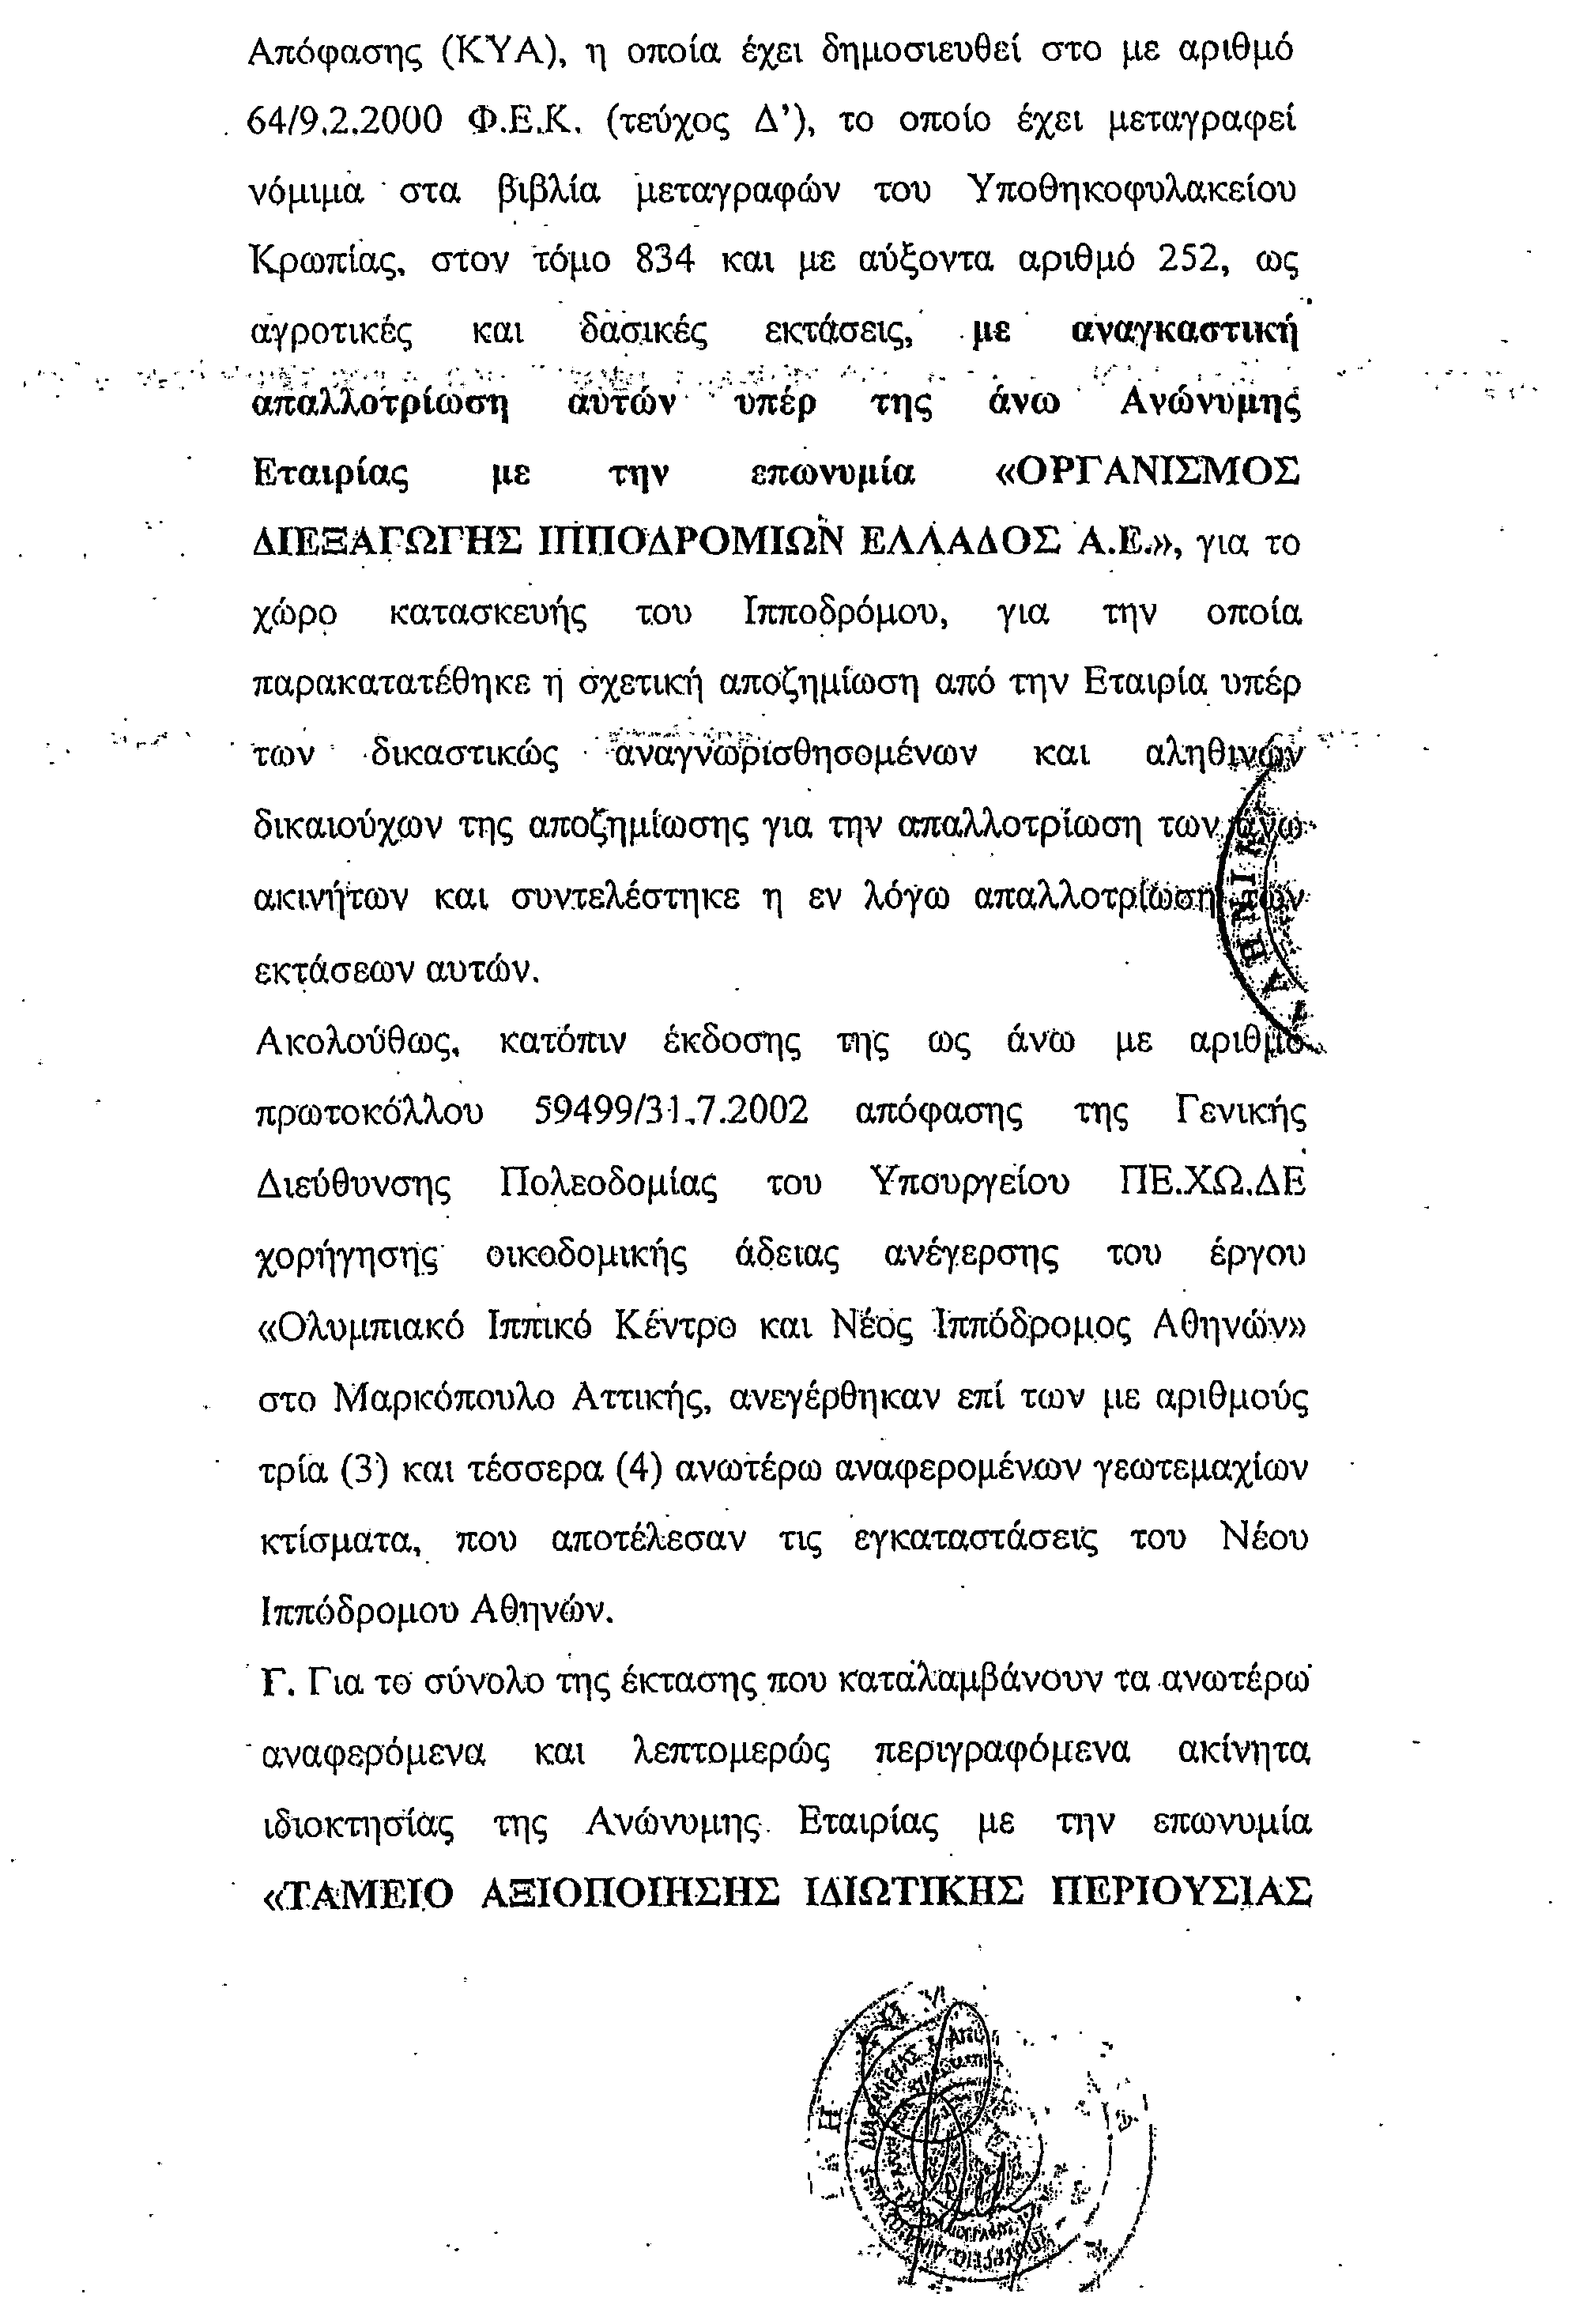 Απόφασης (ΚΥΑ), η οποία έχει δημοσιευθεί στο με αριθμό
64/9.2.2000 Φ.Ε.Κ. (τεύχος Δ’), το οποίο έχει μεταγραφεί
νόμιμα στα βιβλία μεταγραφών του Υποθηκοφυλακείου
Κρωπίας, στον τόμο 834 και με αύξοντα αριθμό 252, ως
αγροτικές και δασικές εκτάσεις, με αναγκαστική
απαλλοτρίωση αυτών υπέρ της άνω Ανώνυμης
Εταιρίας με την επωνυμία «ΟΡΓΑΝΙΣΜΟΣ
ΔΙΕΞΑΓΩΓΗΣ ΙΠΠΟΔΡΟΜΙΩΝ ΕΛΛΑΔΟΣ Α.Ε.», για το
χώρο κατασκευής του Ιπποδρόμου, για την οποία
παρακατατέθηκε η σχετική αποζημίωση από την Εταιρία υπέρ
των δικαστικώς αναγνωρισθησομένων και αληθινών
δικαιούχων της αποζημίωσης για την απαλλοτρίωση των άνω
ακινήτων και συντελέστηκε η εν λόγω απαλλοτρίωση των
εκτάσεων αυτών.
Ακολούθως, κατόπιν έκδοσης της ως άνω με αριθμό
πρωτοκόλλου 59499/31.7.2002 απόφασης της Γενικής
Διεύθυνσης Πολεοδομίας του Υπουργείου ΠΕ.ΧΩ.ΔΕ
χορήγησης οικοδομικής άδειας ανέγερσης του έργου
«Ολυμπιακό Ιππικό Κέντρο και Νέος Ιππόδρομος Αθηνών»
στο Μαρκόπουλο Αττικής, ανεγέρθηκαν επί των με αριθμούς
τρία (3) και τέσσερα (4) ανωτέρω αναφερομένων γεωτεμαχίων
κτίσματα, που αποτέλεσαν τις εγκαταστάσεις του Νέου
Ιππόδρομου Αθηνών.
Γ. Για το σύνολο της έκτασης που καταλαμβάνουν τα ανωτέρω
αναφερόμενα και λεπτομερώς περιγραφόμενα ακίνητα
ιδιοκτησίας της Ανώνυμης Εταιρίας με την επωνυμία
«ΤΑΜΕΙΟ ΑΞΙΟΠΟΙΗΣΗΣ ΙΔΙΩΤΙΚΗΣ ΠΕΡΙΟΥΣΙΑΣ